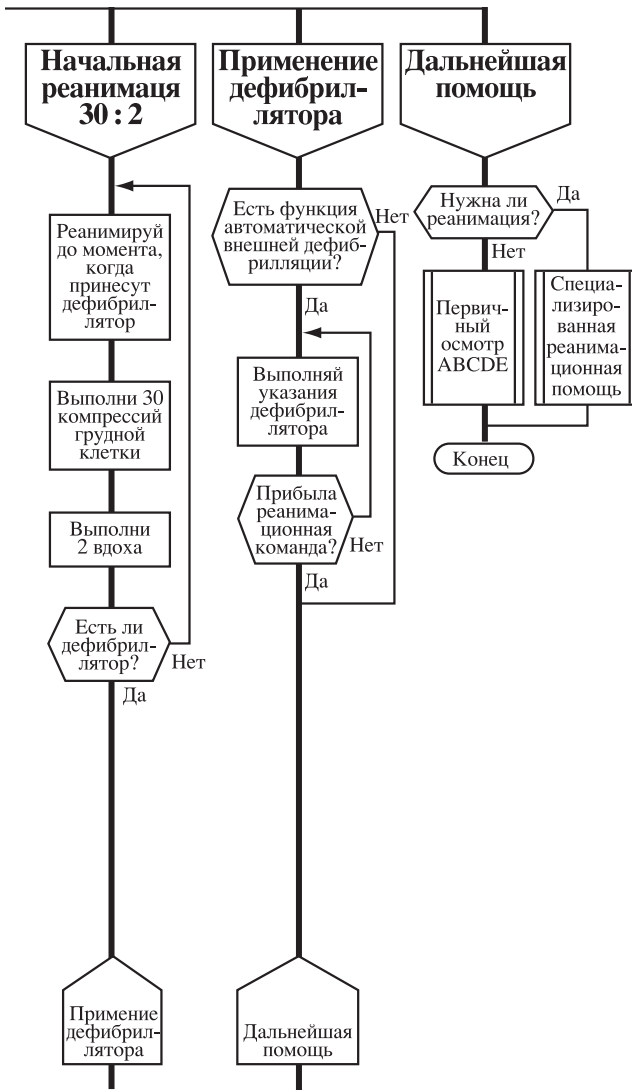 Начальная
реанимаця
30 : 2
Реанимируй
до момента,
когда
принесут
дефибрил-
лятор
Выполни 30
компрессий
грудной
клетки
Выполни
2 вдоха
Есть ли
дефибрил-
лятор?
Нет
Да
Примение
дефибрил-
лятора
Применение
дефибрил-
лятора
Есть функция
автоматической
внешней дефиб-
рилляции?
Нет
Да
Выполняй
указания
дефибрил-
лятора
Прибыла
реанима-
ционная
команда?
Нет
Да
Дальнейшая
помощь
Дальнейшая
помощь
Нужна ли
реанимация?
Да
Нет
Первич-
ный
осмотр
ABCDE
Специа-
лизиро-
ванная
реанима-
ционная
помощь
Конец